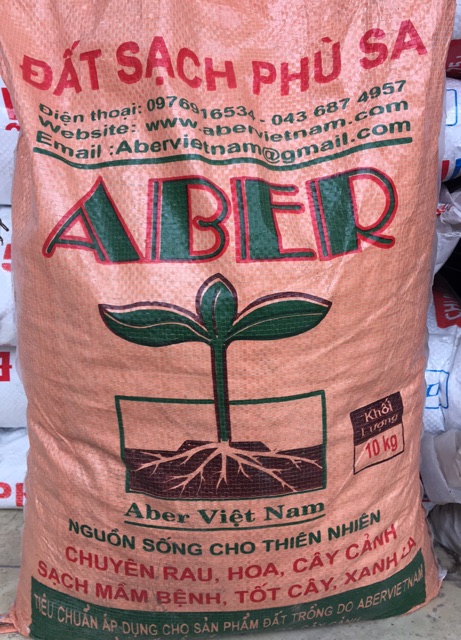 ĐẤT SẠCH PHÙ SA
Điện thoại: 0976916534 - 043 687 4957
Website: www.abervietnam.com
Email :Abervietnam@gmail.com
ABER
Khối
Lượng
10 kg
Aber Việt Nam
NGUỒN SỐNG CHO THIÊN NHIÊN
CHUYÊN RAU, HOA, CÂY CẢNH
SẠCH MẦM BỆNH, TỐT CÂY, XANH LÁ
TIÊU CHUẨN ÁP DỤNG CHO SẢN PHẨM ĐẤT TRỒNG DO ABERVIETNAM